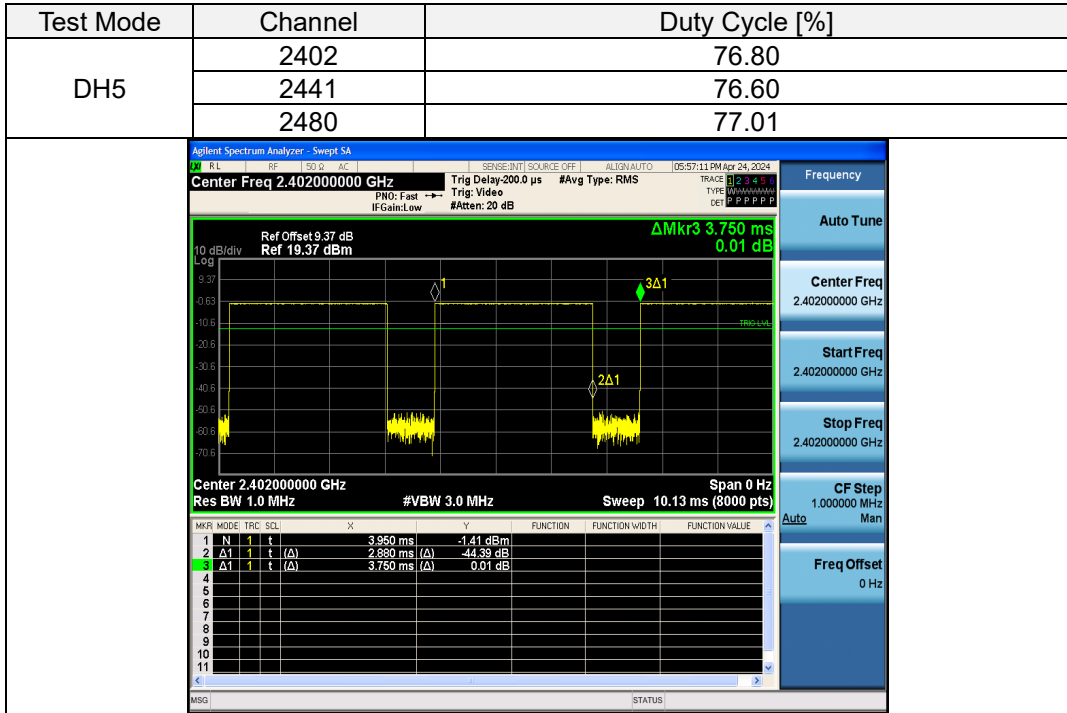 Test Mode Channel Duty Cycle [%]
DH5
2402 76.80
2441 76.60
2480 77.01
Agilent Spectrum Analyzer - Swept SA
LXI RL RF 50 Ω AC SENSE:INT SOURCE OFF ALIGN AUTO 05:57:11 PM Apr 24, 2024
Center Freq 2.402000000 GHz
PNO: Fast
IFGain:Low
Trig Delay-200.0 µs #Avg Type: RMS
Trig: Video
#Atten: 20 dB
TRACE 1 2 3 4 5 6
TYPE
DET P P P P P P
Ref Offset 9.37 dB
10 dB/div Ref 19.37 dBm
Log
ΔMkr3 3.750 ms
0.01 dB
9.37
-0.63
-10.6
-20.6
-30.6
-40.6
-50.6
-60.6
-70.6
1
3Δ1
TRIG LVL
2Δ1
Center 2.402000000 GHz Span 0 Hz
Res BW 1.0 MHz #VBW 3.0 MHz Sweep 10.13 ms (8000 pts)
MKR MODE TRC SCL X Y FUNCTION FUNCTION WIDTH FUNCTION VALUE
1 N 1 t 3.950 ms -1.41 dBm
2 Δ1 1 t (Δ) 2.880 ms (Δ) -44.39 dB
3 Δ1 1 t (Δ) 3.750 ms (Δ) 0.01 dB
4
5
6
7
8
9
10
11
MSG STATUS
Frequency
Auto Tune
Center Freq
2.402000000 GHz
Start Freq
2.402000000 GHz
Stop Freq
2.402000000 GHz
CF Step
1.000000 MHz
Auto Man
Freq Offset
0 Hz